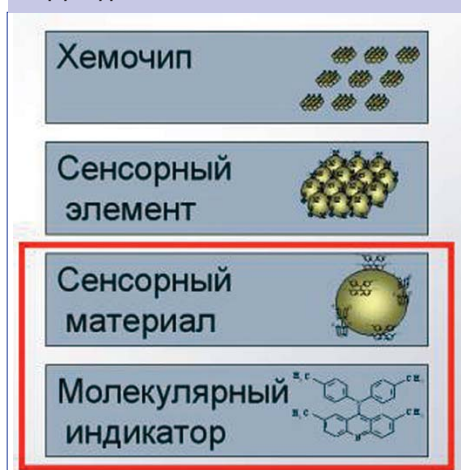 Хемочип
Сенсорный
элемент
Сенсорный
материал
Молекулярный
индикатор